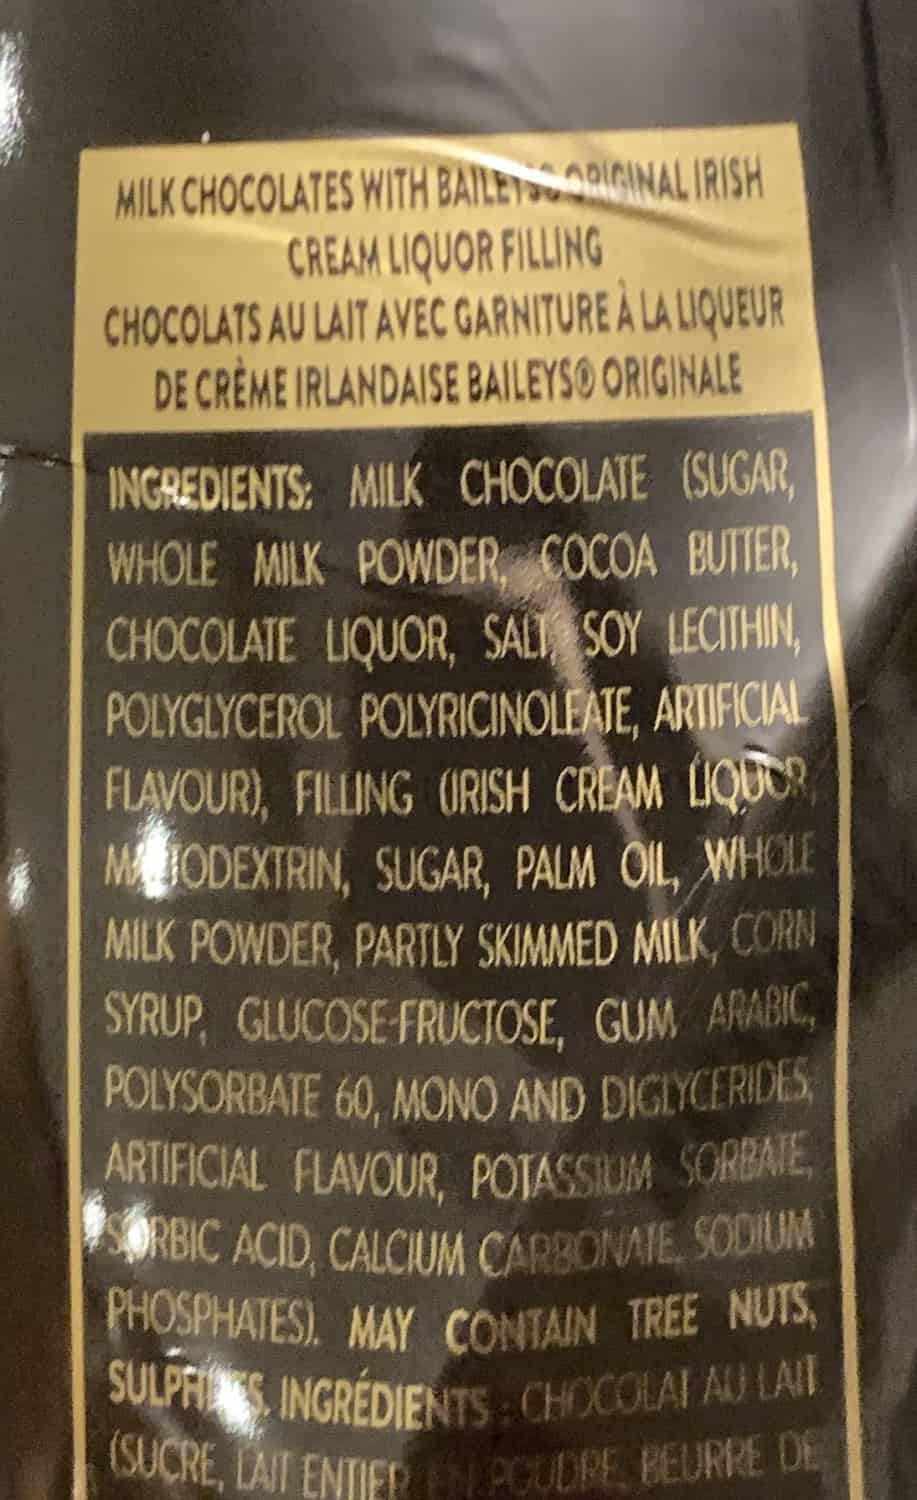 MILK CHOCOLATES WITH BAILEYS® ORIGINAL IRISH
CREAM LIQUOR FILLING
CHOCOLATS AU LAIT AVEC GARNITURE À LA LIQUEUR
DE CRÈME IRLANDAISE BAILEYS® ORIGINALE
INGREDIENTS: MILK CHOCOLATE (SUGAR,
WHOLE MILK POWDER, COCOA BUTTER,
CHOCOLATE LIQUOR, SALT, SOY LECITHIN,
POLYGLYCEROL POLYRICINOLEATE, ARTIFICIAL
FLAVOUR), FILLING (IRISH CREAM LIQUOR,
MALTODEXTRIN, SUGAR, PALM OIL, WHOLE
MILK POWDER, PARTLY SKIMMED MILK, CORN
SYRUP, GLUCOSE-FRUCTOSE, GUM ARABIC,
POLYSORBATE 60, MONO AND DIGLYCERIDES,
ARTIFICIAL FLAVOUR, POTASSIUM SORBATE,
SORBIC ACID, CALCIUM CARBONATE, SODIUM
PHOSPHATES). MAY CONTAIN TREE NUTS,
SULPHITES. INGRÉDIENTS : CHOCOLAT AU LAIT
(SUCRE, LAIT ENTIER EN POUDRE, BEURRE DE